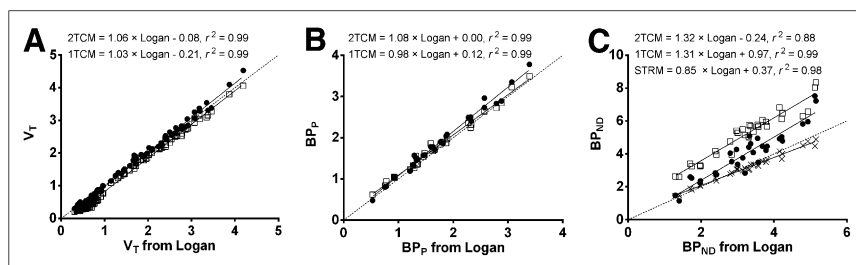 A
2TCM = 1.06 × Logan - 0.08, r² = 0.99
1TCM = 1.03 × Logan - 0.21, r² = 0.99
5
4
3
2
1
0
V_T
0 1 2 3 4 5
V_T from Logan
B
2TCM = 1.08 × Logan + 0.00, r² = 0.99
1TCM = 0.98 × Logan + 0.12, r² = 0.99
4
3
2
1
0
BP_P
0 1 2 3 4
BP_P from Logan
C
2TCM = 1.32 × Logan - 0.24, r² = 0.88
1TCM = 1.31 × Logan + 0.97, r² = 0.99
STRM = 0.85 × Logan + 0.37, r² = 0.98
10
8
6
4
2
0
BP_ND
0 2 4 6
BP_ND from Logan